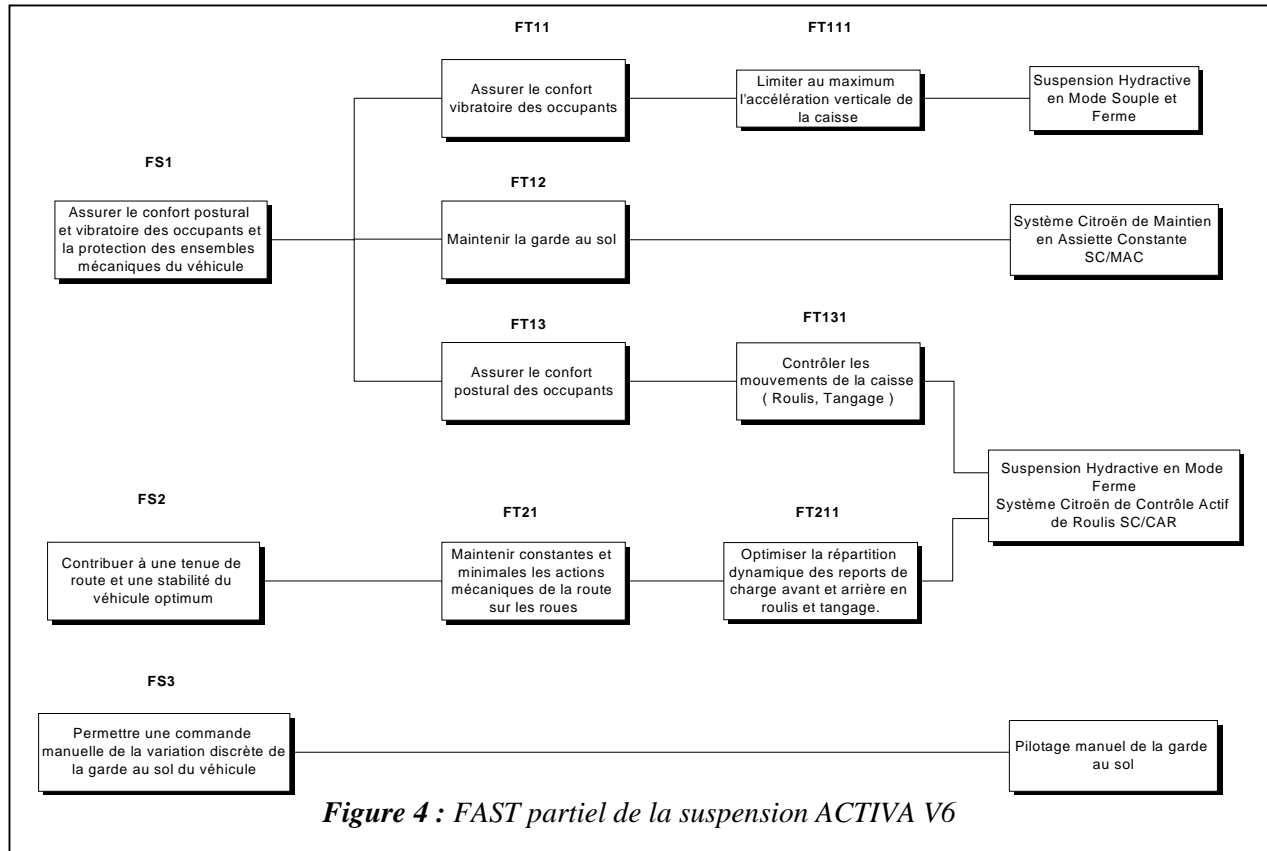 FT11
FT111
Assurer le confort
vibratoire des occupants
Limiter au maximum
l'accélération verticale de
la caisse
Suspension Hydractive
en Mode Souple et
Ferme
FS1
FT12
Assurer le confort postural
et vibratoire des occupants et
la protection des ensembles
mécaniques du véhicule
Maintenir la garde au sol
Système Citroën de Maintien
en Assiette Constante
SC/MAC
FT13
FT131
Assurer le confort
postural des occupants
Contrôler les
mouvements de la caisse
( Roulis, Tangage )
Suspension Hydractive en Mode
Ferme
Système Citroën de Contrôle Actif
de Roulis SC/CAR
FS2
FT21
FT211
Contribuer à une tenue de
route et une stabilité du
véhicule optimum
Maintenir constantes et
minimales les actions
mécaniques de la route
sur les roues
Optimiser la répartition
dynamique des reports de
charge avant et arrière en
roulis et tangage.
FS3
Permettre une commande
manuelle de la variation discrète de
la garde au sol du véhicule
Pilotage manuel de la garde
au sol
Figure 4 : FAST partiel de la suspension ACTIVA V6